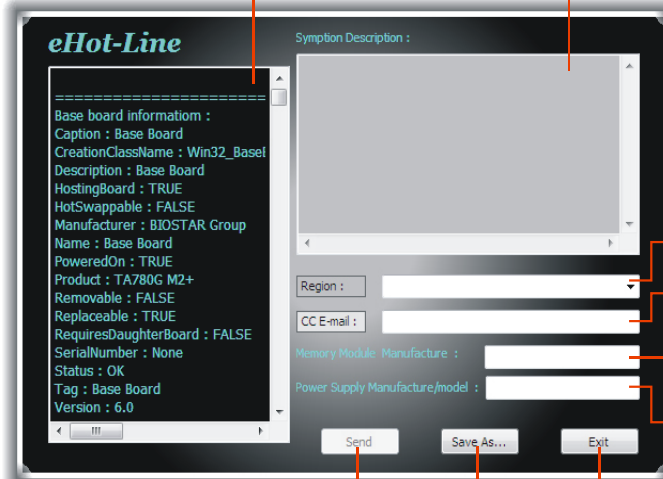 eHot-Line
======================
Base board informatiom :
Caption : Base Board
CreationClassName : Win32_BaseB
Description : Base Board
HostingBoard : TRUE
HotSwappable : FALSE
Manufacturer : BIOSTAR Group
Name : Base Board
PoweredOn : TRUE
Product : TA780G M2+
Removable : FALSE
Replaceable : TRUE
RequiresDaughterBoard : FALSE
SerialNumber : None
Status : OK
Tag : Base Board
Version : 6.0
Symption Description :
Region :
CC E-mail :
Memory Module Manufacture :
Power Supply Manufacture/model :
Send
Save As...
Exit